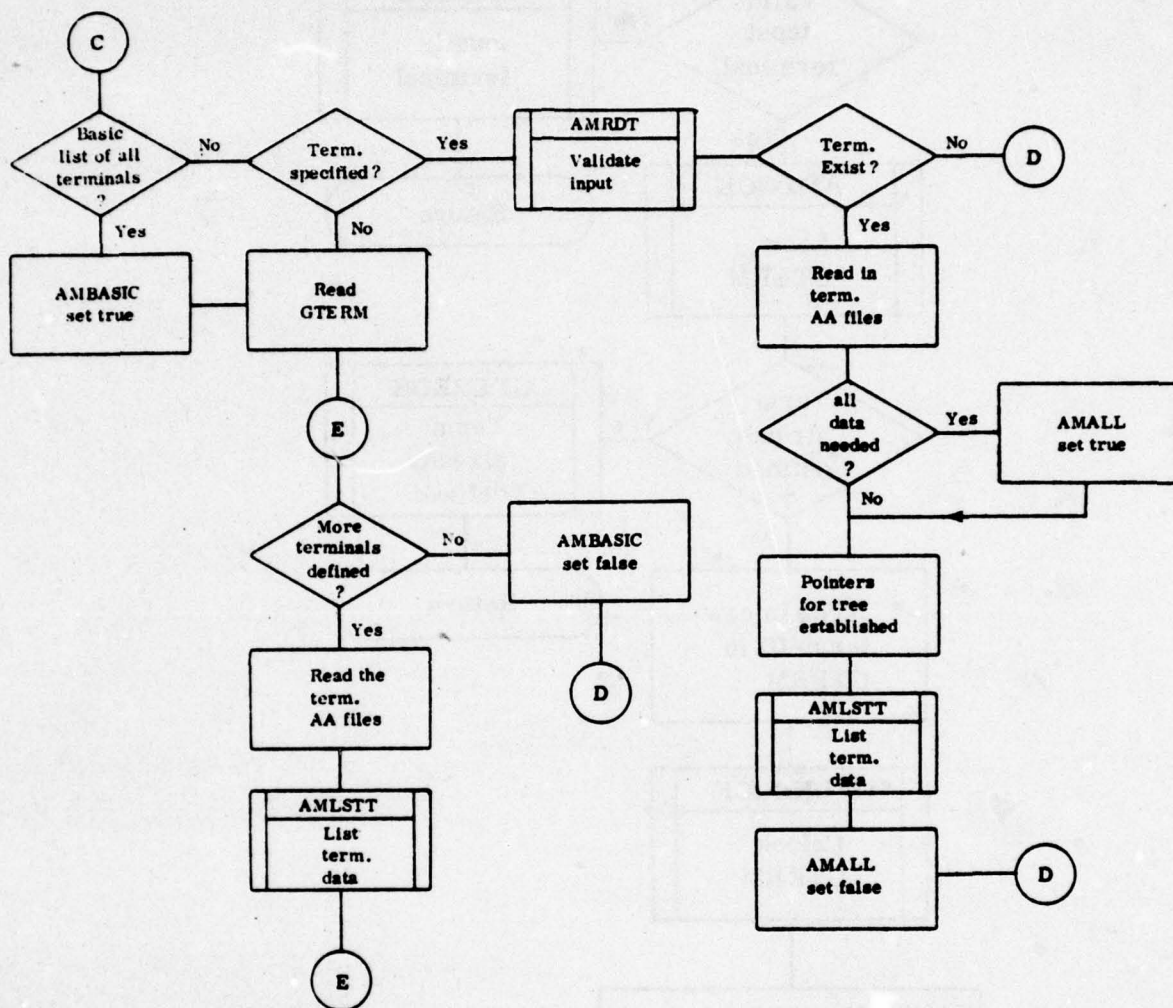 C
Basic
list of all
terminals
?
No
Yes
AMBASIC
set true
Term.
specified?
Yes
No
Read
GTERM
E
AMRDT
Validate
input
Term.
Exist?
No
D
Yes
Read in
term.
AA files
all
data
needed
?
Yes
AMALL
set true
No
Pointers
for tree
established
AMLSTT
List
term.
data
AMALL
set false
D
More
terminals
defined
?
No
AMBASIC
set false
D
Yes
Read the
term.
AA files
AMLSTT
List
term.
data
E